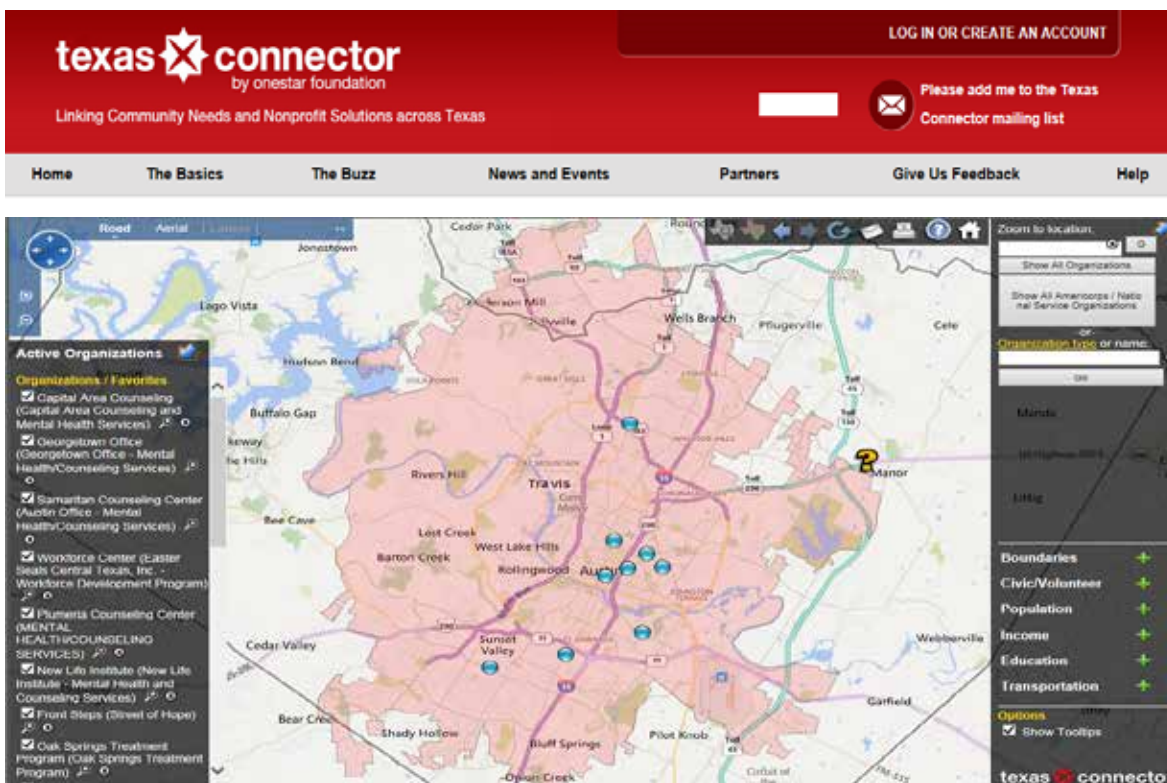 LOG IN OR CREATE AN ACCOUNT
texas connector
by onestar foundation
Linking Community Needs and Nonprofit Solutions across Texas
Please add me to the Texas
Connector mailing list
Home The Basics The Buzz News and Events Partners Give Us Feedback Help
Road Aerial
Zoom to location:
Show All Organizations
Show All Americorps / Natio
nal Service Organizations
-or-
Organization type or name:
Active Organizations
Organizations / Favorites
Capital Area Counseling
(Capital Area Counseling and
Mental Health Services)
Georgetown Office
(Georgetown Office - Mental
Health/Counseling Services)
Samaritan Counseling Center
(Austin Office - Mental
Health/Counseling Services)
Workforce Center (Easter
Seals Central Texas, Inc. -
Workforce Development Program)
Plumeria Counseling Center
(MENTAL
HEALTH/COUNSELING
SERVICES)
New Life Institute (New Life
Institute - Mental Health and
Counseling Services)
Front Steps (Street of Hope)
Oak Springs Treatment
Program (Oak Springs Treatment
Program)
Cedar Park
Jonestown
Lago Vista
Jollyville
Wells Branch
Pflugerville
Cele
Hudson Bend
Buffalo Gap
Rivers Hill
Travis
Manor
Manda
Littig
Bee Cave
Lost Creek
West Lake Hills
Barton Creek
Rollingwood
Austin
Sunset
Valley
Cedar Valley
Webberville
Garfield
Bear Creek
Shady Hollow
Bluff Springs
Pilot Knob
Onion Creek
Boundaries
Civic/Volunteer
Population
Income
Education
Transportation
Options
Show Tooltips
texas connecto